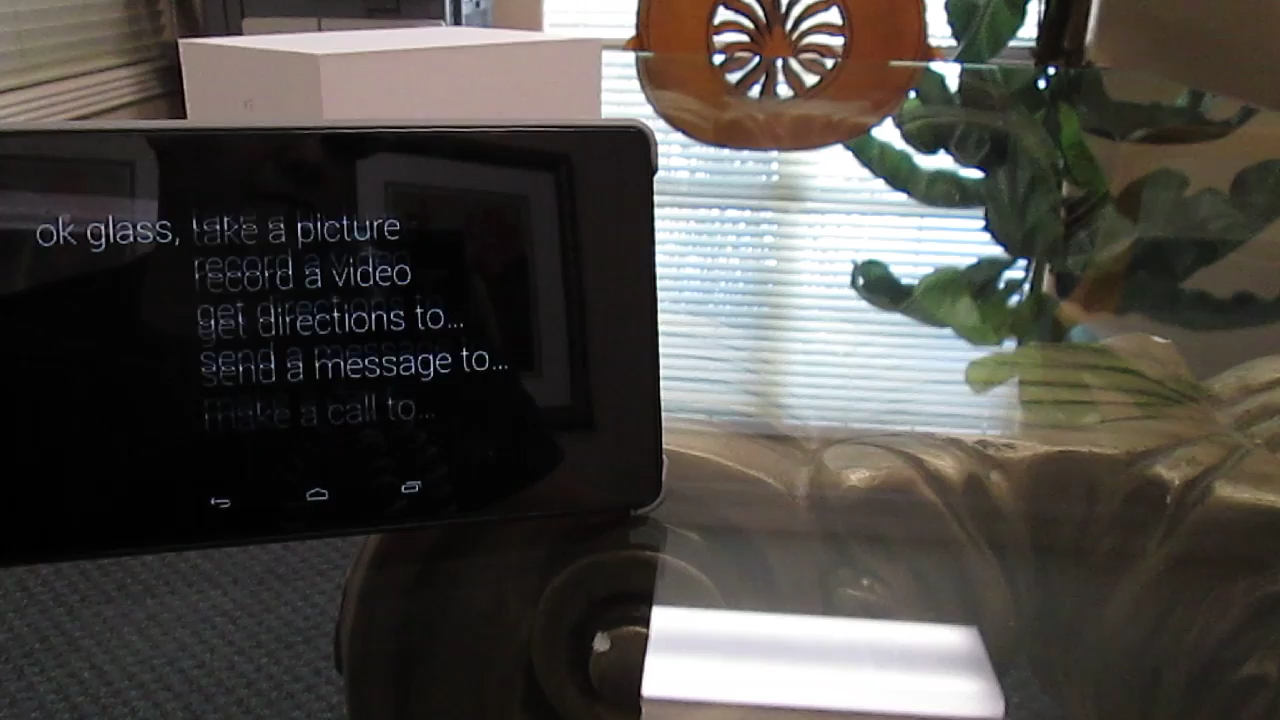 ok glass, take a picture
record a video
get directions to...
send a message to...
make a call to...